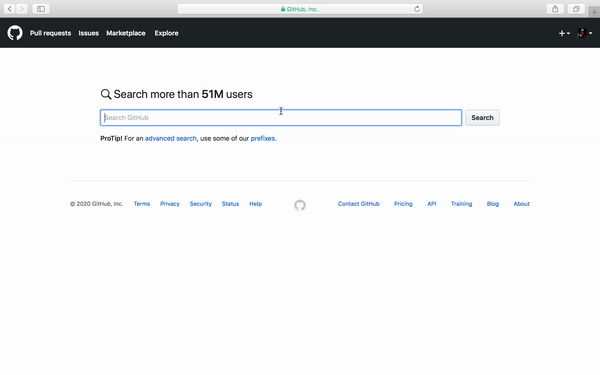 GitHub, Inc.
Pull requests Issues Marketplace Explore
Search more than 51M users
Search GitHub
Search
ProTip! For an advanced search, use some of our prefixes.
© 2020 GitHub, Inc. Terms Privacy Security Status Help Contact GitHub Pricing API Training Blog About